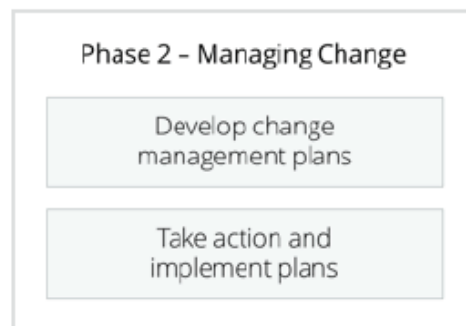 Phase 2 – Managing Change
Develop change
management plans
Take action and
implement plans